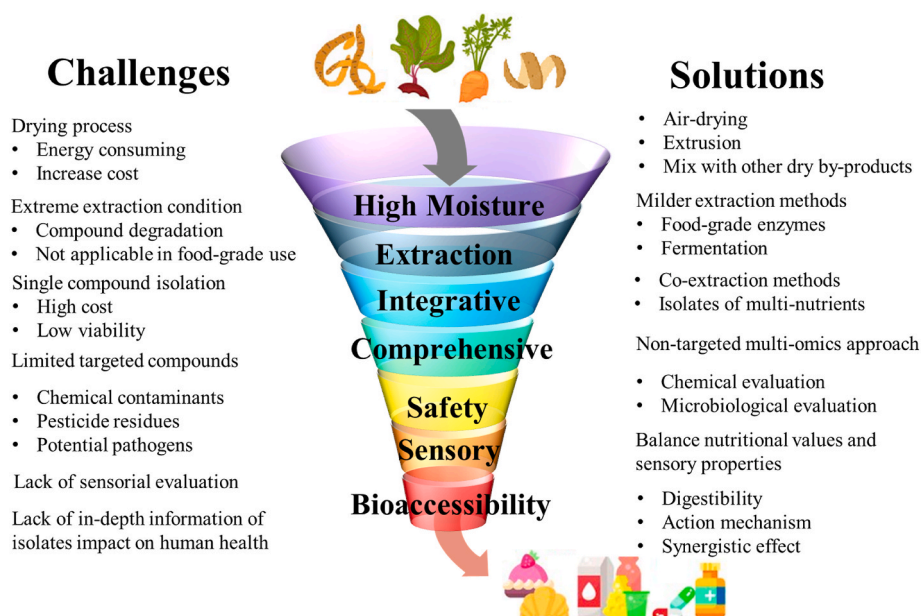 Challenges
Drying process
• Energy consuming
• Increase cost
Extreme extraction condition
• Compound degradation
• Not applicable in food-grade use
Single compound isolation
• High cost
• Low viability
Limited targeted compounds
• Chemical contaminants
• Pesticide residues
• Potential pathogens
Lack of sensorial evaluation
Lack of in-depth information of
isolates impact on human health
High Moisture
Extraction
Integrative
Comprehensive
Safety
Sensory
Bioaccessibility
Solutions
• Air-drying
• Extrusion
• Mix with other dry by-products
Milder extraction methods
• Food-grade enzymes
• Fermentation
• Co-extraction methods
• Isolates of multi-nutrients
Non-targeted multi-omics approach
• Chemical evaluation
• Microbiological evaluation
Balance nutritional values and
sensory properties
• Digestibility
• Action mechanism
• Synergistic effect